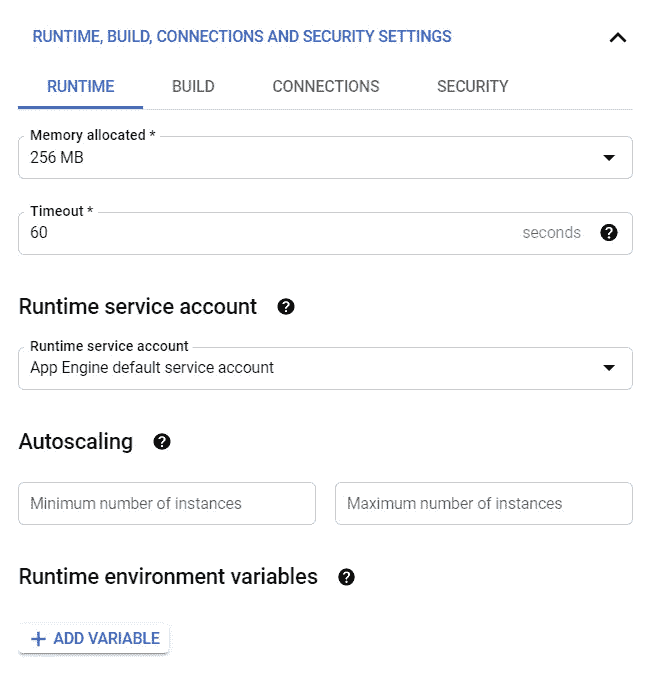 RUNTIME, BUILD, CONNECTIONS AND SECURITY SETTINGS
RUNTIME BUILD CONNECTIONS SECURITY
Memory allocated *
256 MB
Timeout *
60 seconds ?
Runtime service account ?
Runtime service account
App Engine default service account
Autoscaling ?
Minimum number of instances Maximum number of instances
Runtime environment variables ?
+ ADD VARIABLE